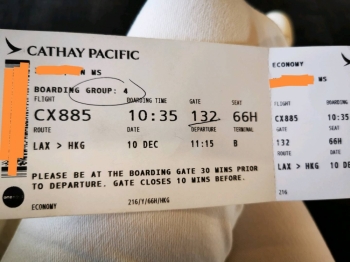 CATHAY PACIFIC
MS
BOARDING GROUP: 4
FLIGHT BOARDING TIME GATE SEAT
CX885 10:35 132 66H
ROUTE DATE DEPARTURE TERMINAL
LAX > HKG 10 DEC 11:15 B
PLEASE BE AT THE BOARDING GATE 30 MINS PRIOR
TO DEPARTURE. GATE CLOSES 10 MINS BEFORE.
ECONOMY 216/Y/66H/HKG
ECONOMY
MS
FLIGHT BOARDING
CX885 10:35
GATE SEAT
132 66H
ROUTE DATE
LAX > HKG 10 D
216